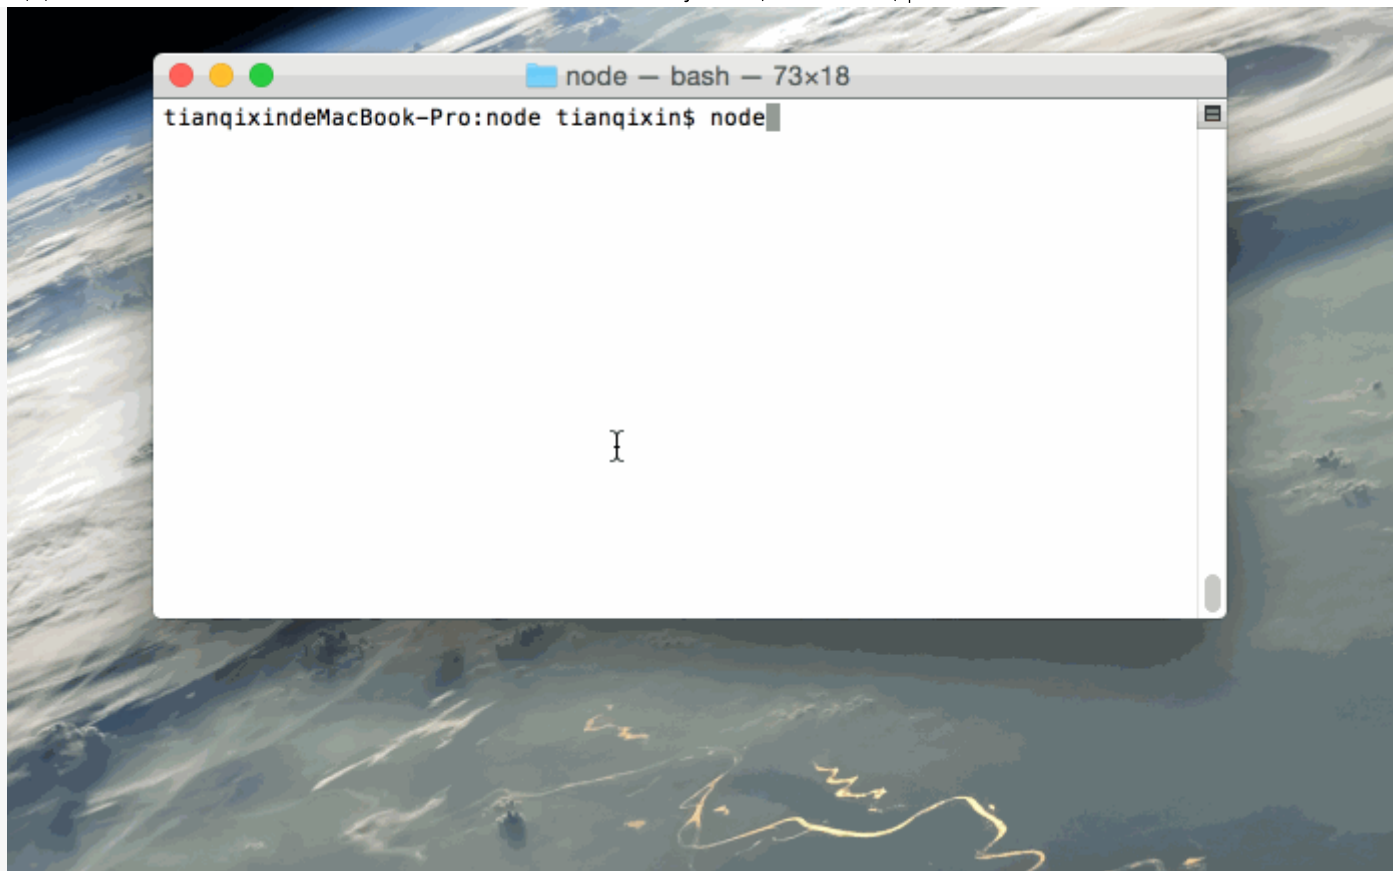 node — bash — 73×18
tianqixindeMacBook-Pro:node tianqixin$ node